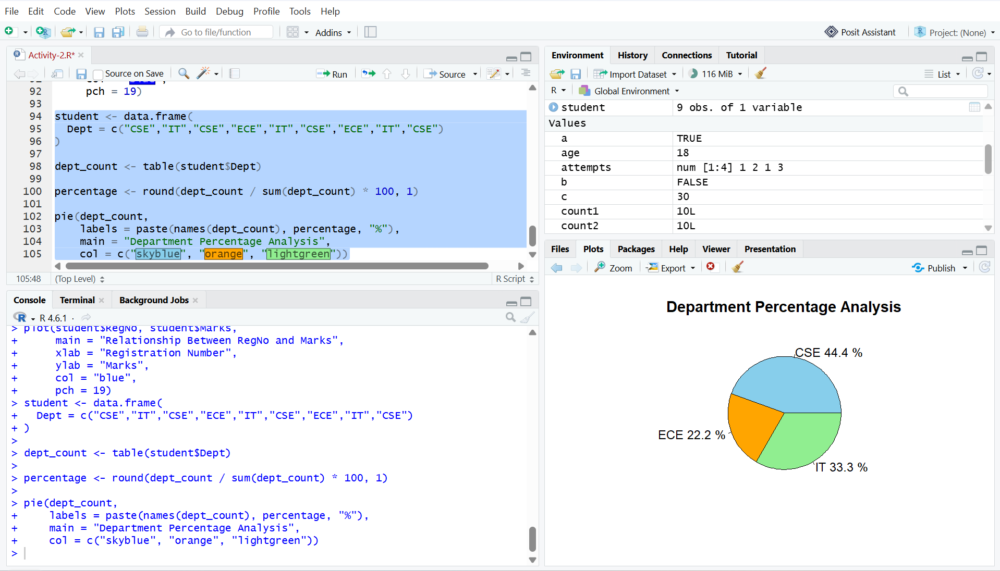 File Edit Code View Plots Session Build Debug Profile Tools Help
Go to file/function Addins Posit Assistant Project: (None)
Activity-2.R*
Source on Save Run Source
92 pch = 19)
93
94 student <- data.frame(
95 Dept = c("CSE","IT","CSE","ECE","IT","CSE","ECE","IT","CSE")
96 )
97
98 dept_count <- table(student$Dept)
99
100 percentage <- round(dept_count / sum(dept_count) * 100, 1)
101
102 pie(dept_count,
103 labels = paste(names(dept_count), percentage, "%"),
104 main = "Department Percentage Analysis",
105 col = c("skyblue", "orange", "lightgreen"))
105:48 (Top Level) R Script
Console Terminal Background Jobs
R 4.6.1 ·
> plot(student$RegNo, student$Marks,
+ main = "Relationship Between RegNo and Marks",
+ xlab = "Registration Number",
+ ylab = "Marks",
+ col = "blue",
+ pch = 19)
> student <- data.frame(
+ Dept = c("CSE","IT","CSE","ECE","IT","CSE","ECE","IT","CSE")
+ )
>
> dept_count <- table(student$Dept)
>
> percentage <- round(dept_count / sum(dept_count) * 100, 1)
>
> pie(dept_count,
+ labels = paste(names(dept_count), percentage, "%"),
+ main = "Department Percentage Analysis",
+ col = c("skyblue", "orange", "lightgreen"))
>
Environment History Connections Tutorial
Import Dataset 116 MiB List
R Global Environment
student 9 obs. of 1 variable
Values
a TRUE
age 18
attempts num [1:4] 1 2 1 3
b FALSE
c 30
count1 10L
count2 10L
Files Plots Packages Help Viewer Presentation
Zoom Export Publish
Department Percentage Analysis
CSE 44.4 %
ECE 22.2 %
IT 33.3 %